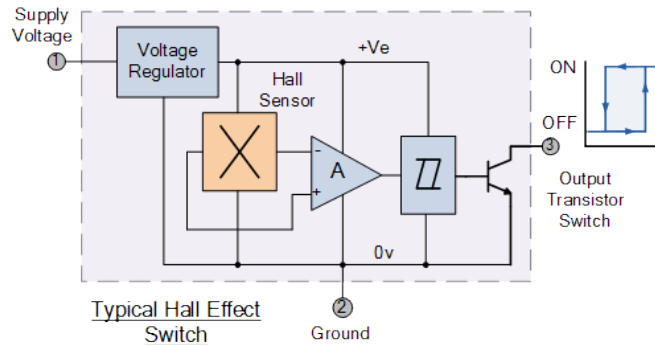 Supply
Voltage
1
Voltage
Regulator
+Ve
Hall
Sensor
-
+
A
ON
OFF
3
Output
Transistor
Switch
0v
2
Ground
Typical Hall Effect
Switch